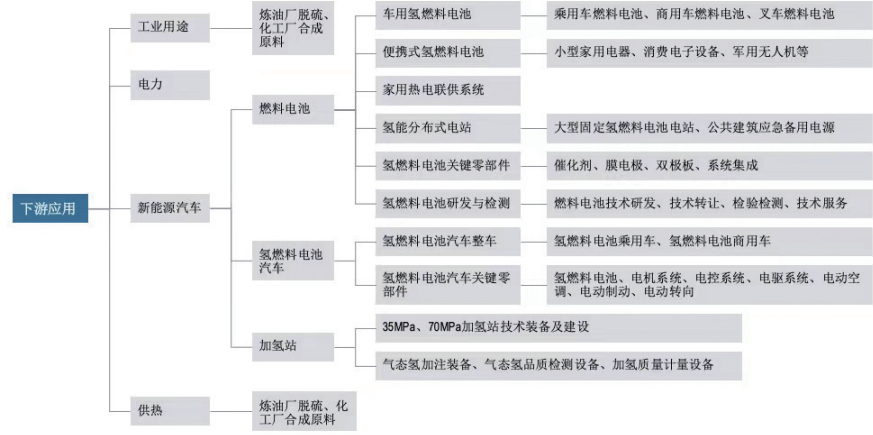 下游应用
工业用途
炼油厂脱硫、
化工厂合成
原料
电力
新能源汽车
燃料电池
车用氢燃料电池
乘用车燃料电池、商用车燃料电池、叉车燃料电池
便携式氢燃料电池
小型家用电器、消费电子设备、军用无人机等
家用热电联供系统
氢能分布式电站
大型固定氢燃料电池电站、公共建筑应急备用电源
氢燃料电池关键零部件
催化剂、膜电极、双极板、系统集成
氢燃料电池研发与检测
燃料电池技术研发、技术转让、检验检测、技术服务
氢燃料电池
汽车
氢燃料电池汽车整车
氢燃料电池乘用车、氢燃料电池商用车
氢燃料电池汽车关键零
部件
氢燃料电池、电机系统、电控系统、电驱系统、电动空
调、电动制动、电动转向
加氢站
35MPa、70MPa加氢站技术装备及建设
气态氢加注装备、气态氢品质检测设备、加氢质量计量设备
供热
炼油厂脱硫、化
工厂合成原料